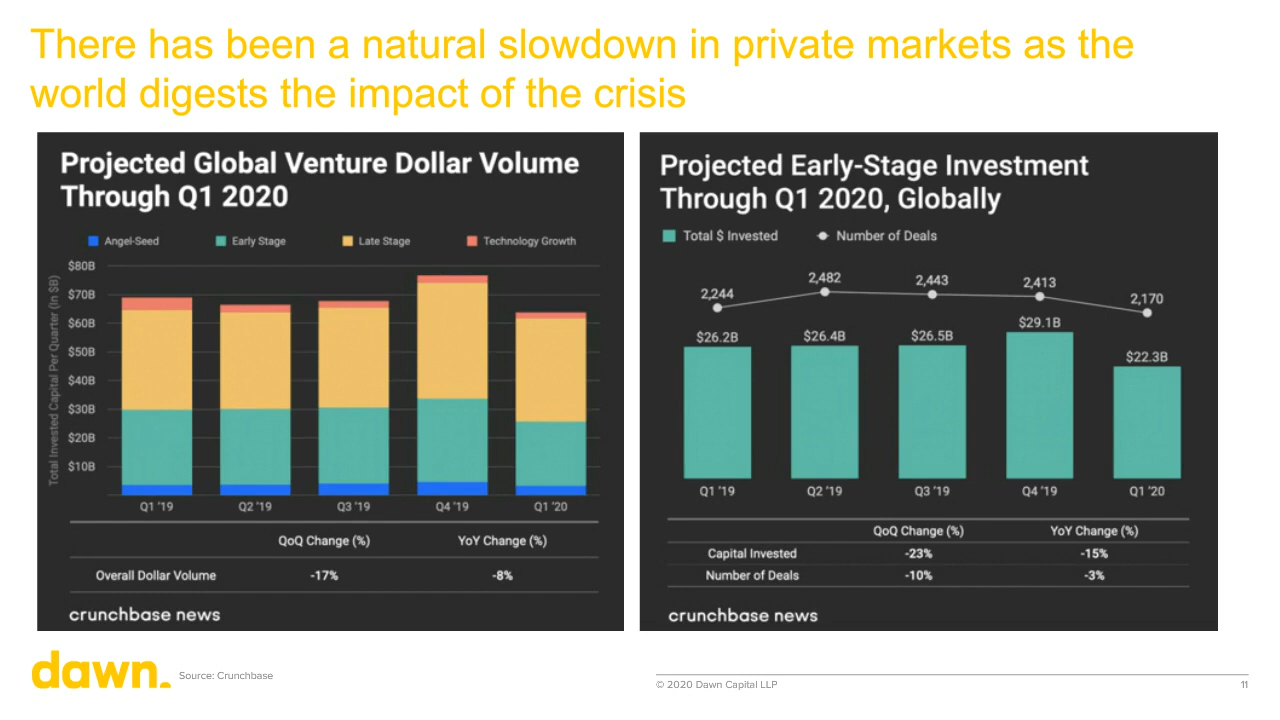 There has been a natural slowdown in private markets as the
world digests the impact of the crisis
Projected Global Venture Dollar Volume
Through Q1 2020
Angel-Seed Early Stage Late Stage Technology Growth
Total Invested Capital Per Quarter (In $B)
$80B
$70B
$60B
$50B
$40B
$30B
$20B
$10B
Q1 '19 Q2 '19 Q3 '19 Q4 '19 Q1 '20
QoQ Change (%) YoY Change (%)
Overall Dollar Volume -17% -8%
crunchbase news
Projected Early-Stage Investment
Through Q1 2020, Globally
Total $ Invested Number of Deals
2,244 2,482 2,443 2,413 2,170
$26.2B $26.4B $26.5B $29.1B $22.3B
Q1 '19 Q2 '19 Q3 '19 Q4 '19 Q1 '20
QoQ Change (%) YoY Change (%)
Capital Invested -23% -15%
Number of Deals -10% -3%
crunchbase news
dawn.
Source: Crunchbase
© 2020 Dawn Capital LLP
11